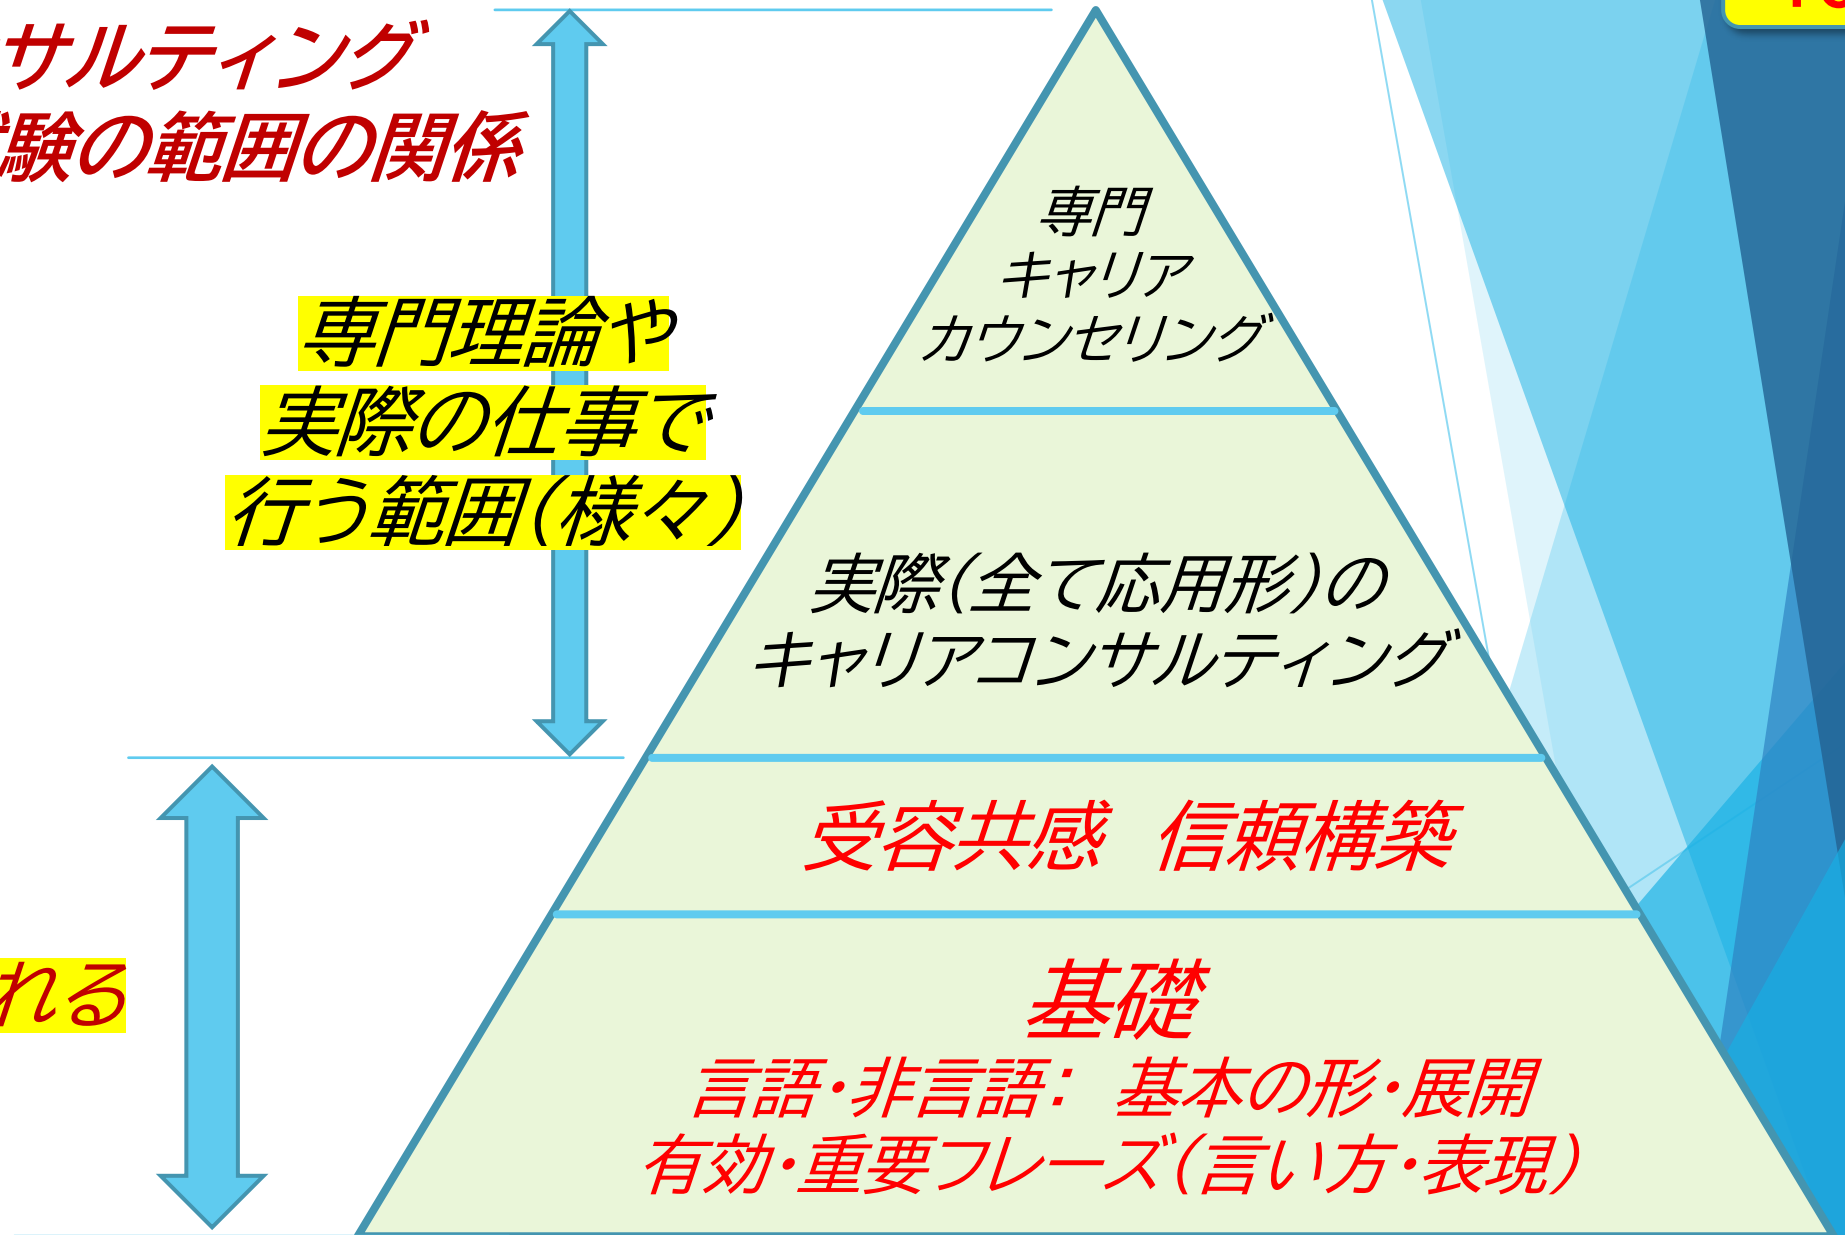 サルティング
験の範囲の関係
専門
キャリア
カウンセリング
専門理論や
実際の仕事で
行う範囲(様々)
実際(全て応用形)の
キャリアコンサルティング
受容共感 信頼構築
れる
基礎
言語・非言語: 基本の形・展開
有効・重要フレーズ(言い方・表現)